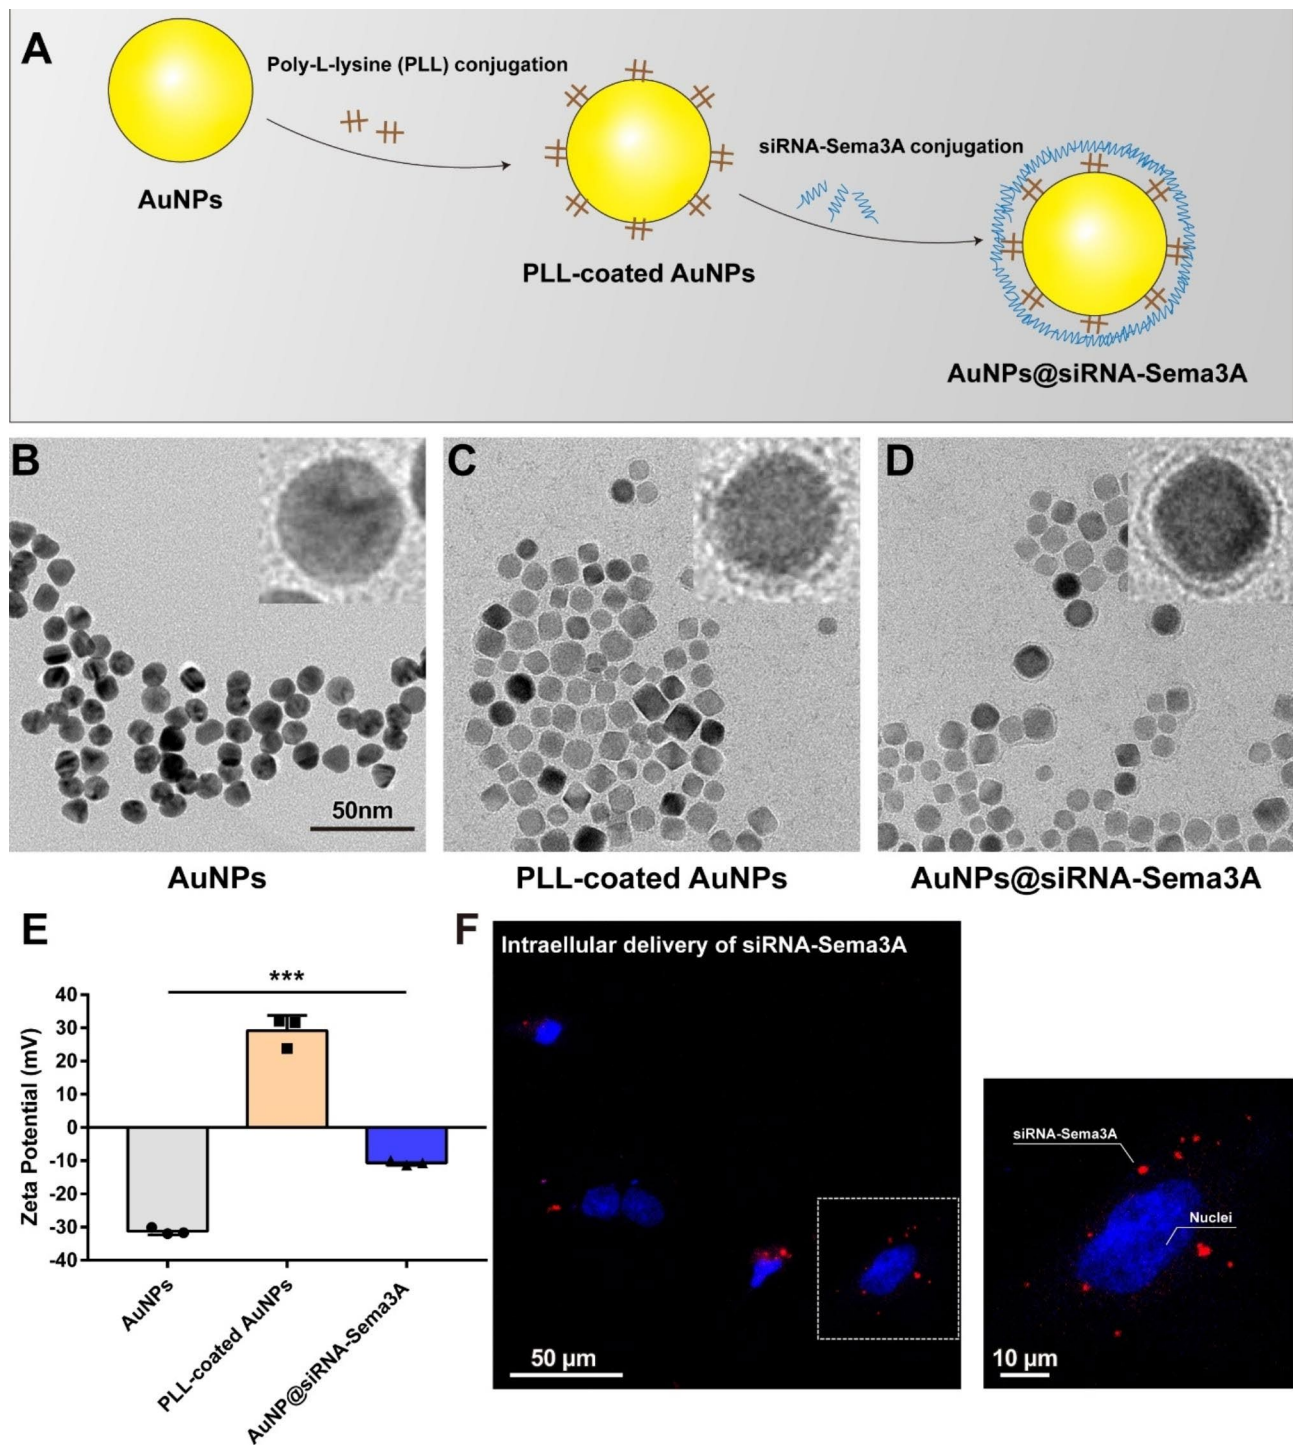 A
Poly-L-lysine (PLL) conjugation
AuNPs
siRNA-Sema3A conjugation
PLL-coated AuNPs
AuNPs@siRNA-Sema3A
B
C
D
50nm
AuNPs
PLL-coated AuNPs
AuNPs@siRNA-Sema3A
E
***
Zeta Potential (mV)
40
30
20
10
0
-10
-20
-30
-40
AuNPs
PLL-coated AuNPs
AuNP@siRNA-Sema3A
F
Intraellular delivery of siRNA-Sema3A
50 µm
siRNA-Sema3A
Nuclei
10 µm